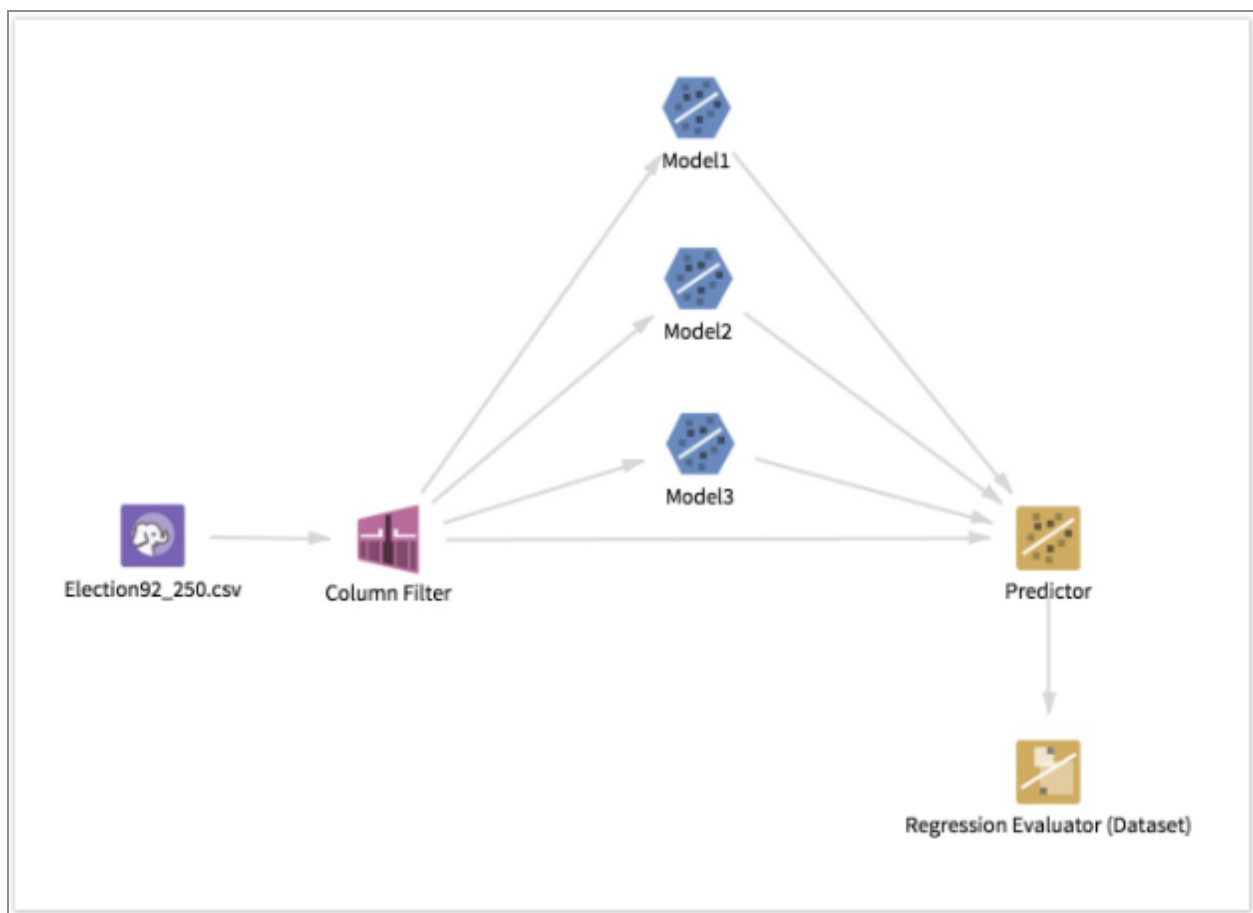 Model1
Model2
Model3
Election92_250.csv
Column Filter
Predictor
Regression Evaluator (Dataset)